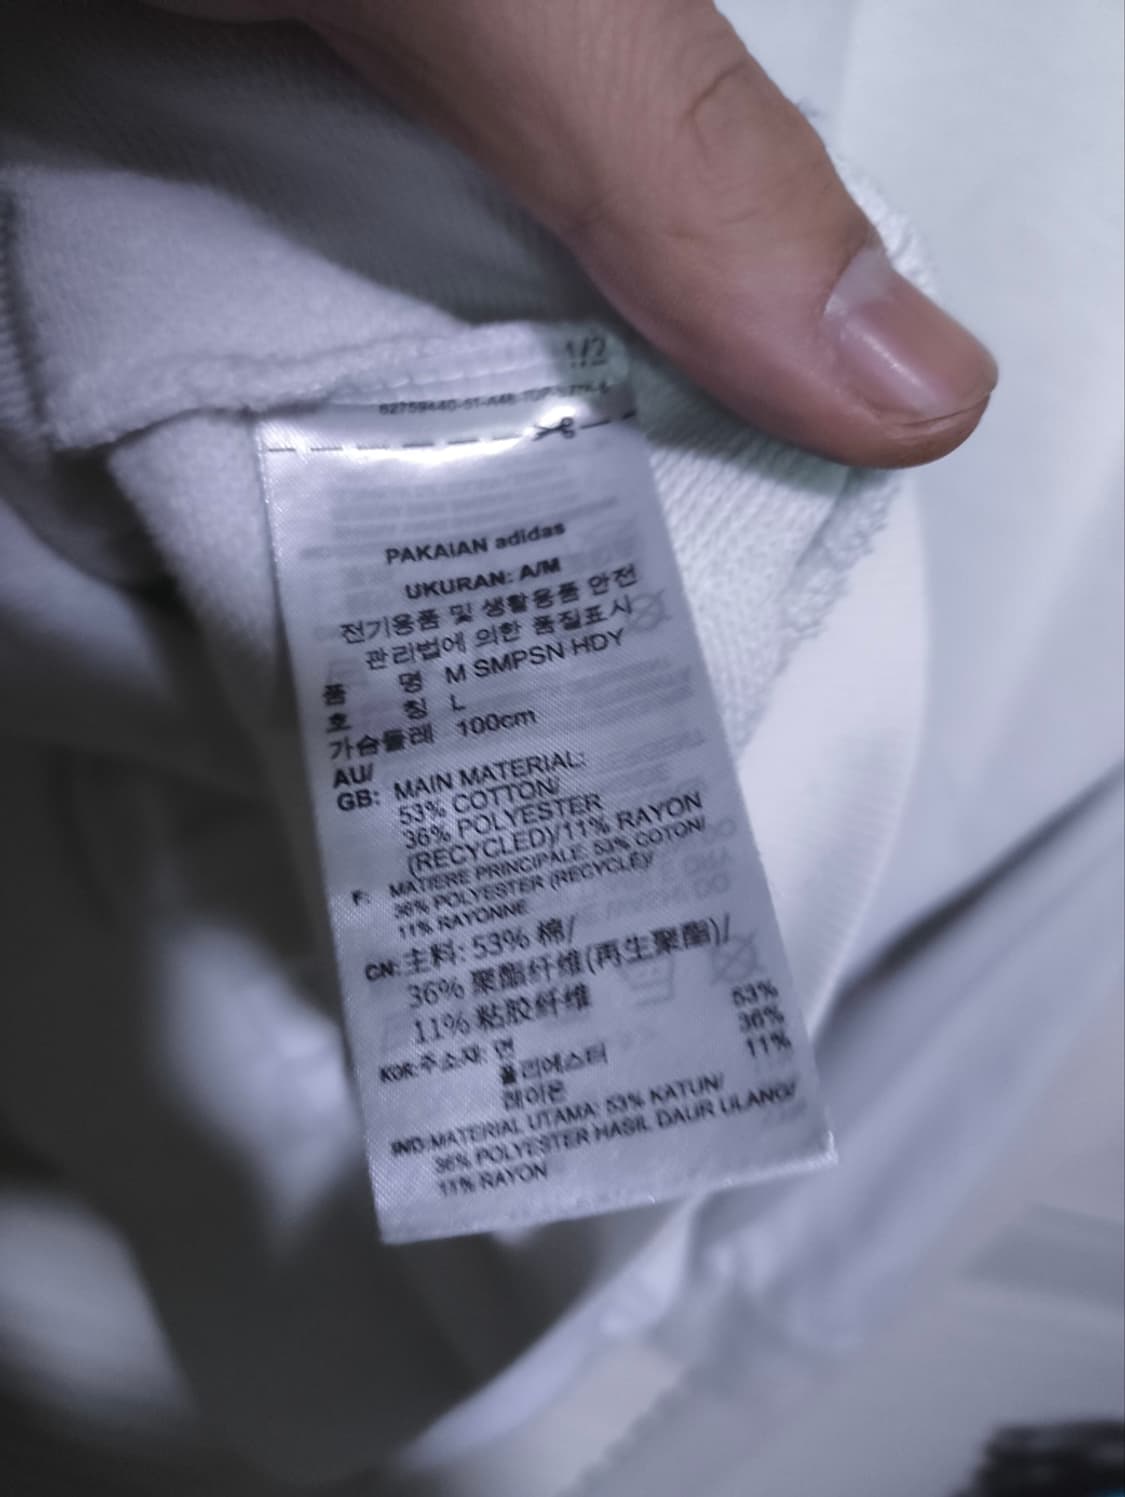 1/2
PAKAIAN adidas
UKURAN: A/M
전기용품 및 생활용품 안전
관리법에 의한 품질표시
품 명 M SMPSN HDY
호 칭 L
가슴둘레 100cm
AU/
GB: MAIN MATERIAL:
53% COTTON/
36% POLYESTER
(RECYCLED)/11% RAYON
F: MATIERE PRINCIPALE: 53% COTON/
36% POLYESTER (RECYCLE)/
11% RAYONNE
CN: 主料: 53% 棉/
36% 聚酯纤维(再生聚酯)/
11% 粘胶纤维
KOR:주소재: 면 53%
폴리에스터 36%
레이온 11%
IND:MATERIAL UTAMA: 53% KATUN/
36% POLYESTER HASIL DAUR ULANG/
11% RAYON